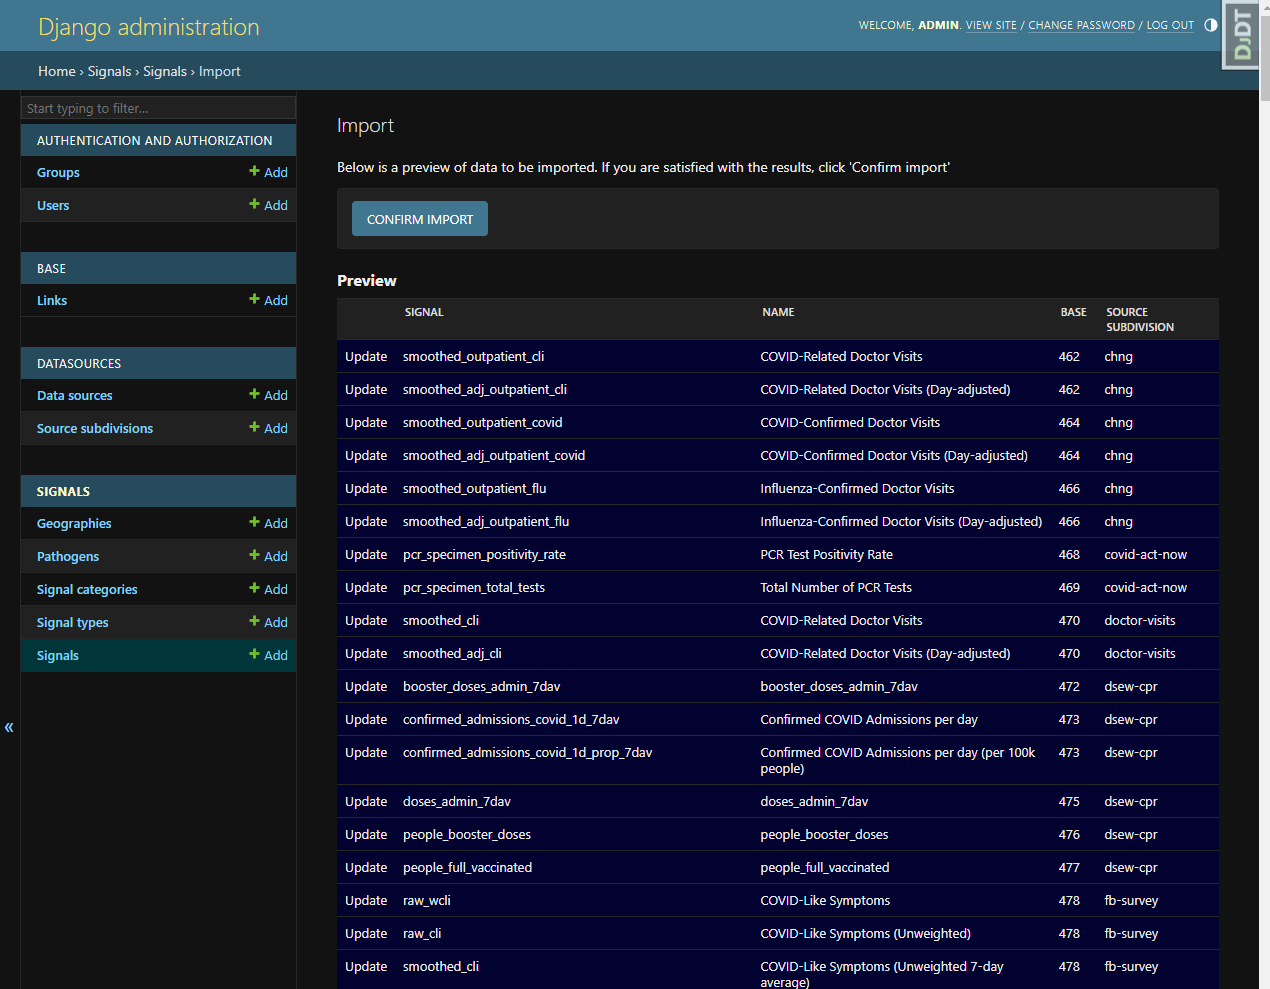 Django administration
WELCOME, ADMIN. VIEW SITE / CHANGE PASSWORD / LOG OUT
DJDT
Home › Signals › Signals › Import
Start typing to filter...
AUTHENTICATION AND AUTHORIZATION
Groups + Add
Users + Add
BASE
Links + Add
DATASOURCES
Data sources + Add
Source subdivisions + Add
SIGNALS
Geographies + Add
Pathogens + Add
Signal categories + Add
Signal types + Add
Signals + Add
«
Import
Below is a preview of data to be imported. If you are satisfied with the results, click 'Confirm import'
CONFIRM IMPORT
Preview
SIGNAL NAME BASE SOURCE
SUBDIVISION
Update smoothed_outpatient_cli COVID-Related Doctor Visits 462 chng
Update smoothed_adj_outpatient_cli COVID-Related Doctor Visits (Day-adjusted) 462 chng
Update smoothed_outpatient_covid COVID-Confirmed Doctor Visits 464 chng
Update smoothed_adj_outpatient_covid COVID-Confirmed Doctor Visits (Day-adjusted) 464 chng
Update smoothed_outpatient_flu Influenza-Confirmed Doctor Visits 466 chng
Update smoothed_adj_outpatient_flu Influenza-Confirmed Doctor Visits (Day-adjusted) 466 chng
Update pcr_specimen_positivity_rate PCR Test Positivity Rate 468 covid-act-now
Update pcr_specimen_total_tests Total Number of PCR Tests 469 covid-act-now
Update smoothed_cli COVID-Related Doctor Visits 470 doctor-visits
Update smoothed_adj_cli COVID-Related Doctor Visits (Day-adjusted) 470 doctor-visits
Update booster_doses_admin_7dav booster_doses_admin_7dav 472 dsew-cpr
Update confirmed_admissions_covid_1d_7dav Confirmed COVID Admissions per day 473 dsew-cpr
Update confirmed_admissions_covid_1d_prop_7dav Confirmed COVID Admissions per day (per 100k 473 dsew-cpr
people)
Update doses_admin_7dav doses_admin_7dav 475 dsew-cpr
Update people_booster_doses people_booster_doses 476 dsew-cpr
Update people_full_vaccinated people_full_vaccinated 477 dsew-cpr
Update raw_wcli COVID-Like Symptoms 478 fb-survey
Update raw_cli COVID-Like Symptoms (Unweighted) 478 fb-survey
Update smoothed_cli COVID-Like Symptoms (Unweighted 7-day 478 fb-survey
average)